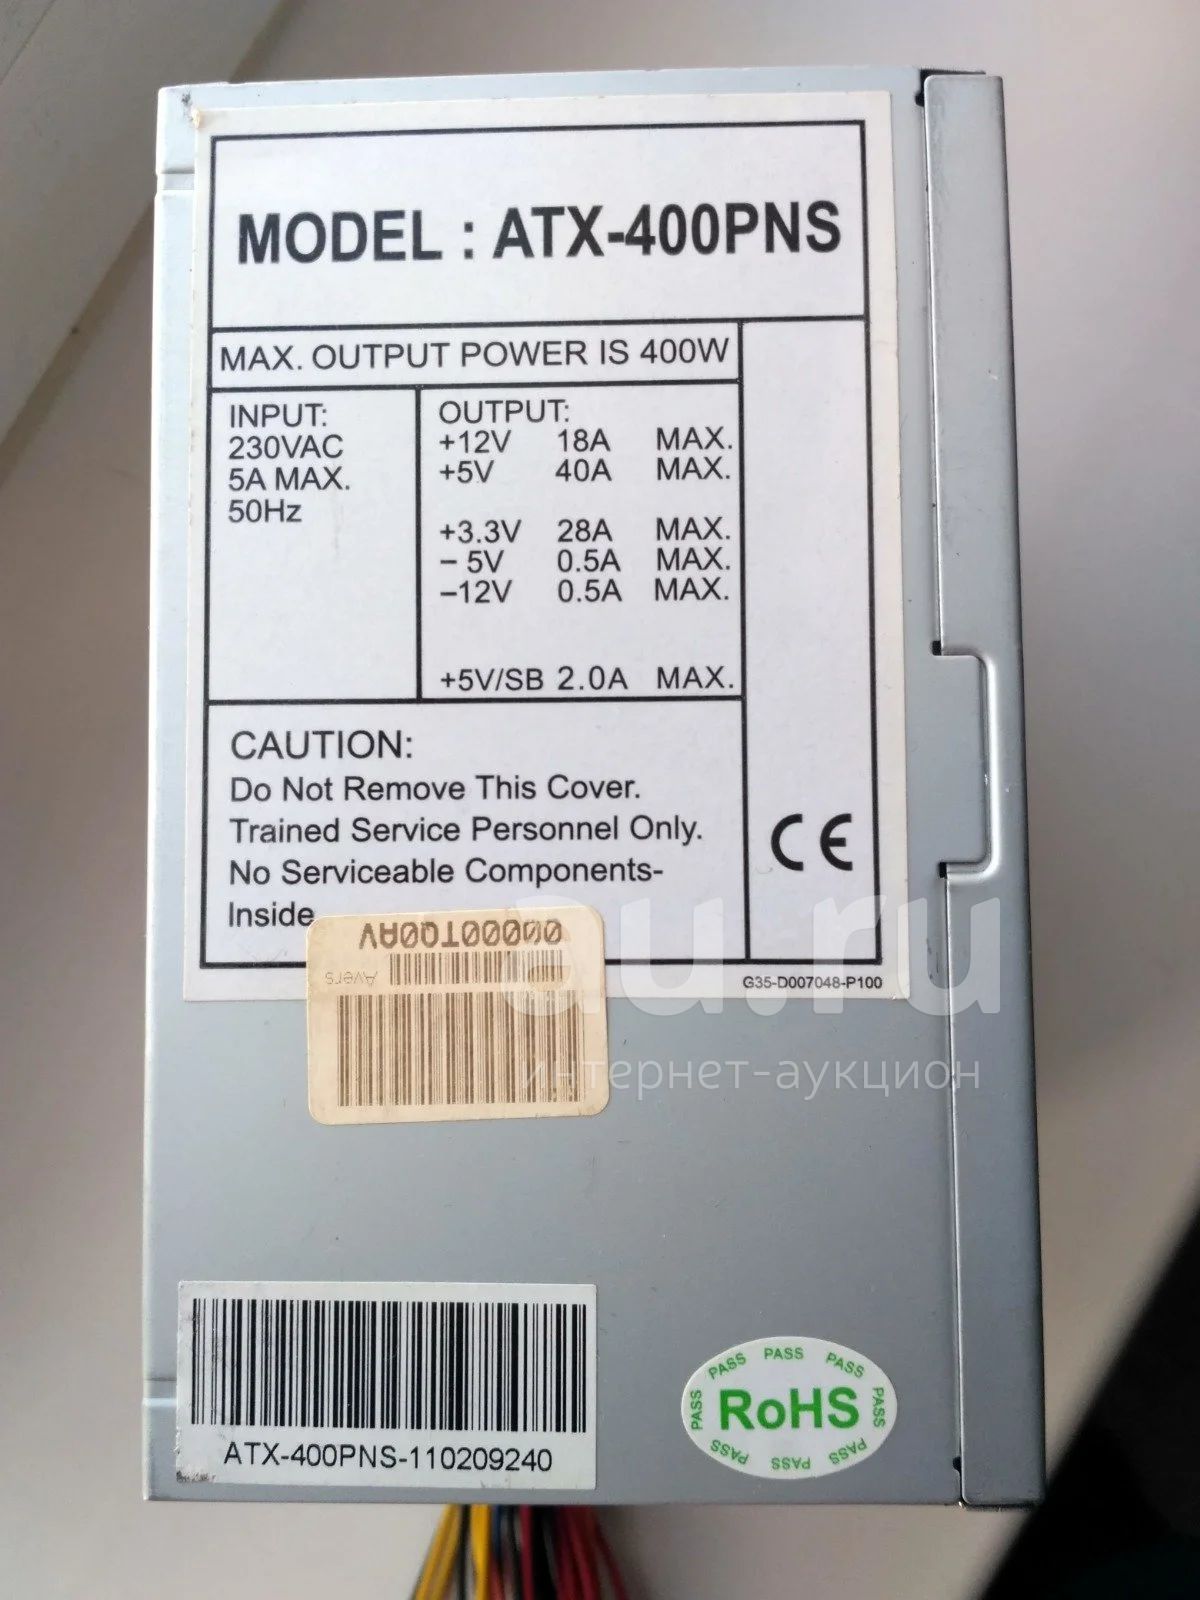 MODEL : ATX-400PNS
MAX. OUTPUT POWER IS 400W
INPUT:
230VAC
5A MAX.
50Hz
OUTPUT:
+12V 18A MAX.
+5V 40A MAX.
+3.3V 28A MAX.
– 5V 0.5A MAX.
–12V 0.5A MAX.
+5V/SB 2.0A MAX.
CAUTION:
Do Not Remove This Cover.
Trained Service Personnel Only.
No Serviceable Components-
Inside
CE
G35-D007048-P100
00000TQ0AV
Avers
au.ru
интернет-аукцион
ATX-400PNS-110209240
PASS PASS PASS PASS PASS PASS PASS PASS
RoHS